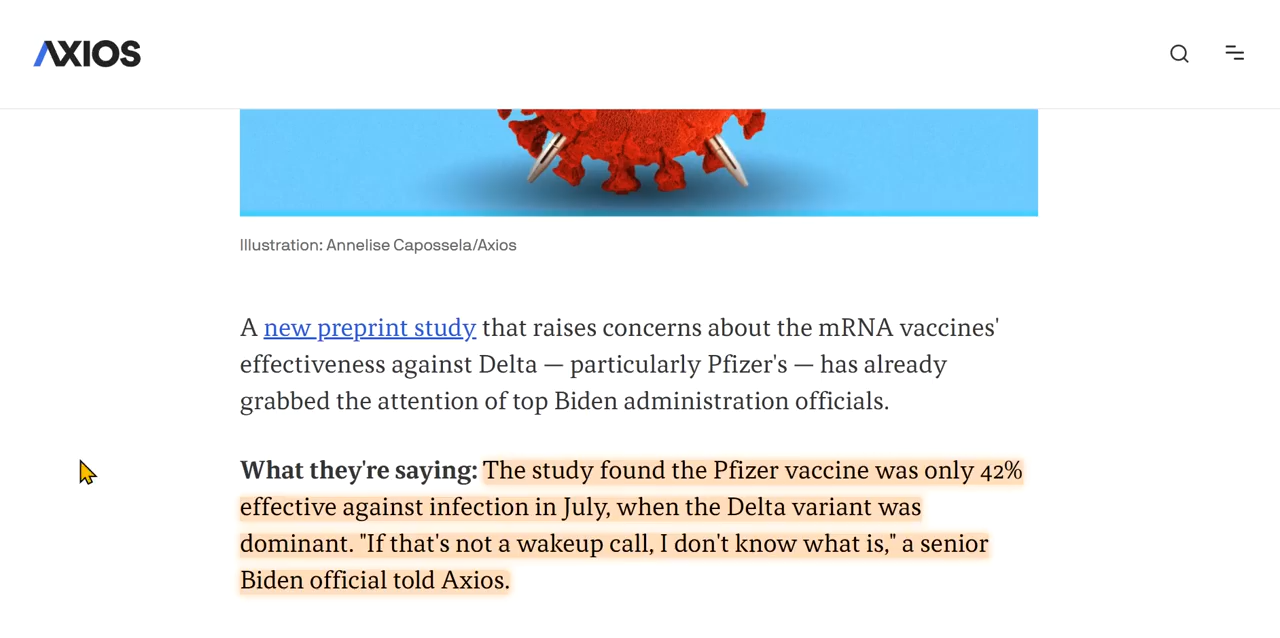 AXIOS
Illustration: Annelise Capossela/Axios
A new preprint study that raises concerns about the mRNA vaccines'
effectiveness against Delta — particularly Pfizer's — has already
grabbed the attention of top Biden administration officials.
What they're saying: The study found the Pfizer vaccine was only 42%
effective against infection in July, when the Delta variant was
dominant. "If that's not a wakeup call, I don't know what is," a senior
Biden official told Axios.